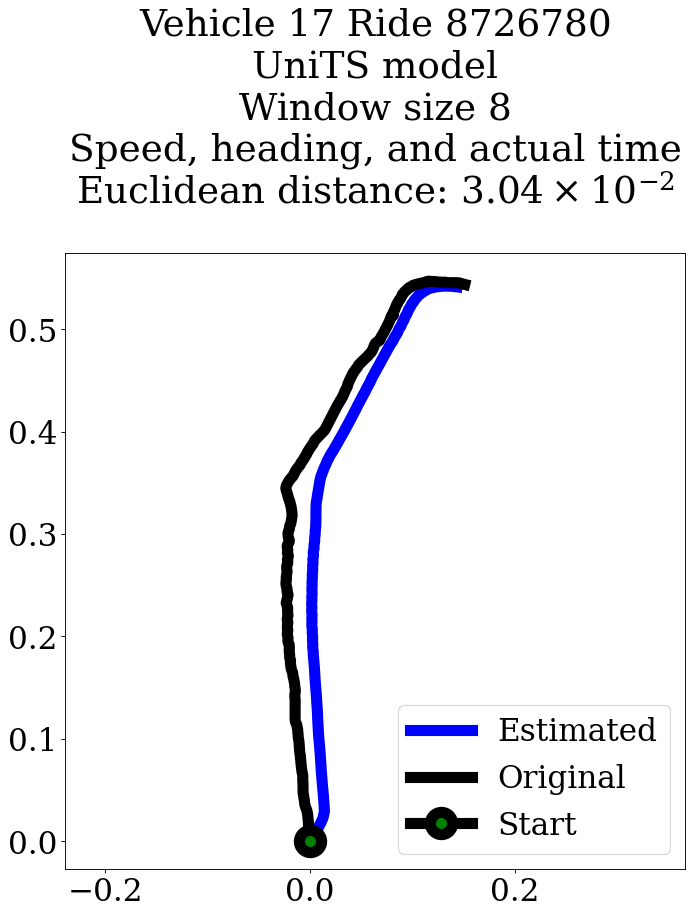 Vehicle 17 Ride 8726780
UniTS model
Window size 8
Speed, heading, and actual time
Euclidean distance: 3.04 × 10⁻²
0.5
0.4
0.3
0.2
0.1
0.0
−0.2
0.0
0.2
Estimated
Original
Start